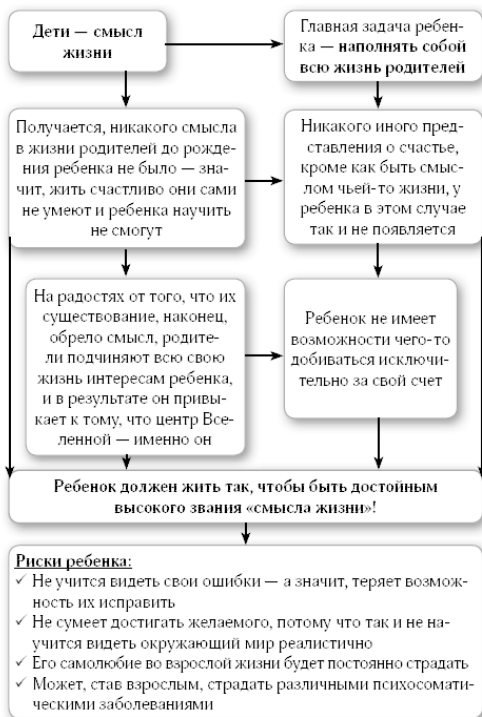 Дети — смысл
жизни
Главная задача ребен-
ка — наполнять собой
всю жизнь родителей
Получается, никакого смысла
в жизни родителей до рожде-
ния ребенка не было — зна-
чит, жить счастливо они сами
не умеют и ребенка научить
не смогут
Никакого иного пред-
ставления о счастье,
кроме как быть смыс-
лом чьей-то жизни, у
ребенка в этом случае
так и не появляется
На радостях от того, что их
существование, наконец,
обрело смысл, родите-
ли подчиняют всю свою
жизнь интересам ребенка,
и в результате он привы-
кает к тому, что центр Все-
ленной — именно он
Ребенок не имеет
возможности чего-то
добиваться исключи-
тельно за свой счет
Ребенок должен жить так, чтобы быть достойным
высокого звания «смысла жизни»!
Риски ребенка:
✓ Не учится видеть свои ошибки — а значит, теряет возмож-
ность их исправить
✓ Не сумеет достигать желаемого, потому что так и не на-
учится видеть окружающий мир реалистично
✓ Его самолюбие во взрослой жизни будет постоянно страдать
✓ Может, став взрослым, страдать различными психосомати-
ческими заболеваниями